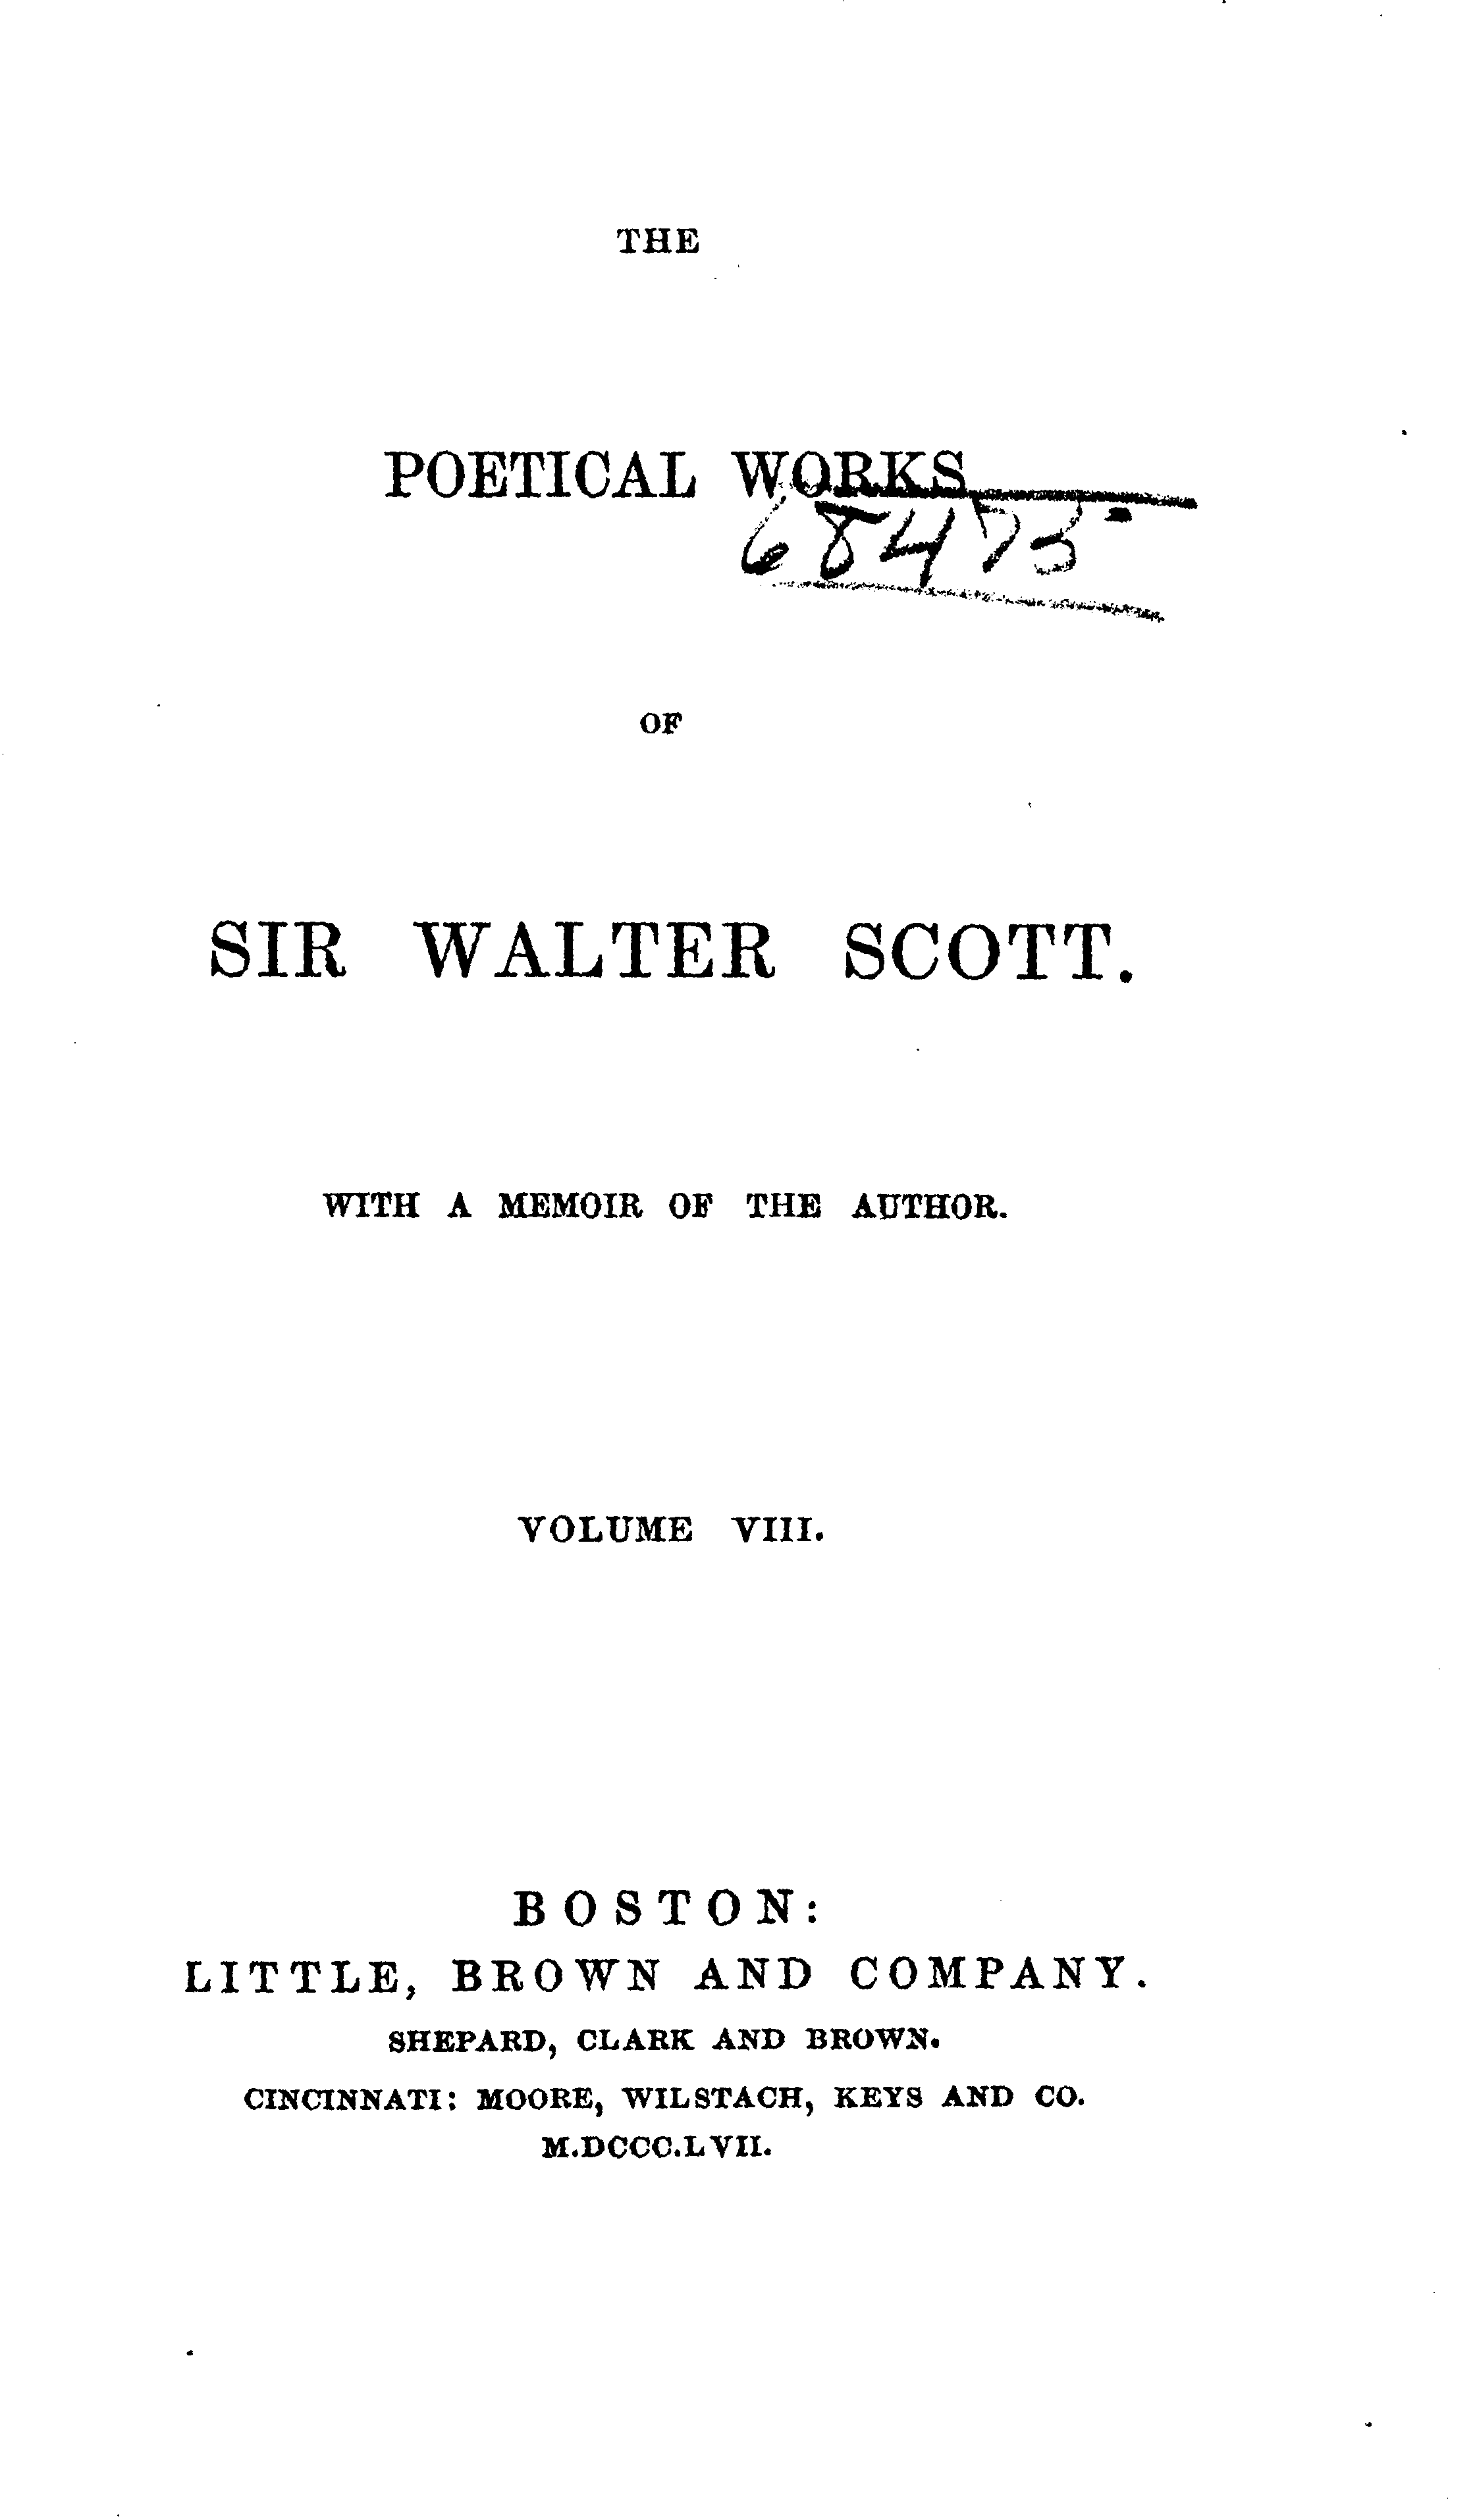 THE
POETICAL WORKS
68475
OF
SIR WALTER SCOTT.
WITH A MEMOIR OF THE AUTHOR.
VOLUME VIII.
BOSTON:
LITTLE, BROWN AND COMPANY.
SHEPARD, CLARK AND BROWN.
CINCINNATI: MOORE, WILSTACH, KEYS AND CO.
M.DCCC.LVII.